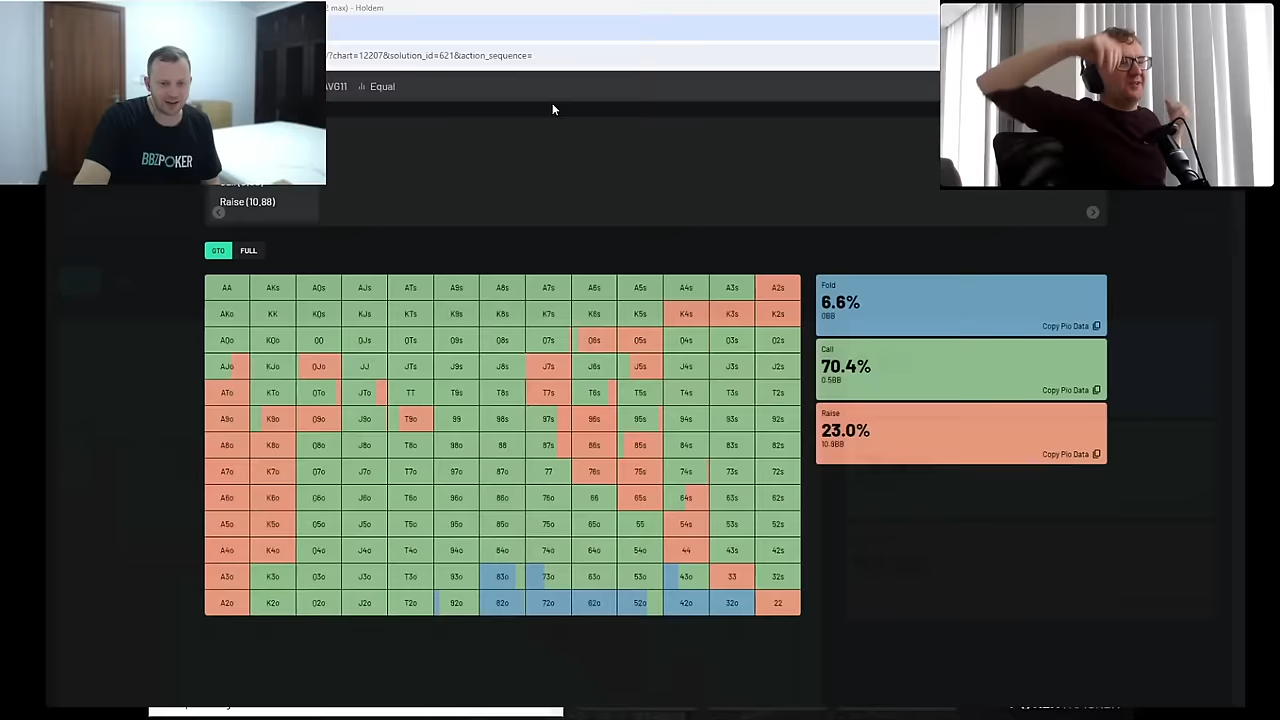 2 max) - Holdem
/?chart=12207&solution_id=621&action_sequence=
AVG11 Equal
BBZPOKER
Raise (10,88)
GTO FULL
AA AKs AQs AJs ATs A9s A8s A7s A6s A5s A4s A3s A2s
AKo KK KQs KJs KTs K9s K8s K7s K6s K5s K4s K3s K2s
AQo KQo QQ QJs QTs Q9s Q8s Q7s Q6s Q5s Q4s Q3s Q2s
AJo KJo QJo JJ JTs J9s J8s J7s J6s J5s J4s J3s J2s
ATo KTo QTo JTo TT T9s T8s T7s T6s T5s T4s T3s T2s
A9o K9o Q9o J9o T9o 99 98s 97s 96s 95s 94s 93s 92s
A8o K8o Q8o J8o T8o 98o 88 87s 86s 85s 84s 83s 82s
A7o K7o Q7o J7o T7o 97o 87o 77 76s 75s 74s 73s 72s
A6o K6o Q6o J6o T6o 96o 86o 76o 66 65s 64s 63s 62s
A5o K5o Q5o J5o T5o 95o 85o 75o 65o 55 54s 53s 52s
A4o K4o Q4o J4o T4o 94o 84o 74o 64o 54o 44 43s 42s
A3o K3o Q3o J3o T3o 93o 83o 73o 63o 53o 43o 33 32s
A2o K2o Q2o J2o T2o 92o 82o 72o 62o 52o 42o 32o 22
Fold
6.6%
0BB
Copy Pio Data
Call
70.4%
0.5BB
Copy Pio Data
Raise
23.0%
10.9BB
Copy Pio Data